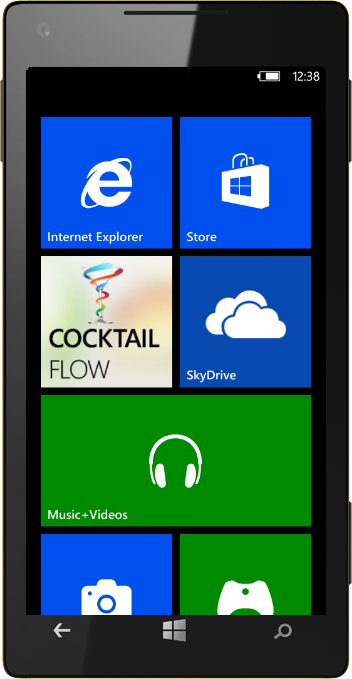 12:38
Internet Explorer
Store
COCKTAIL
FLOW
SkyDrive
Music+Videos